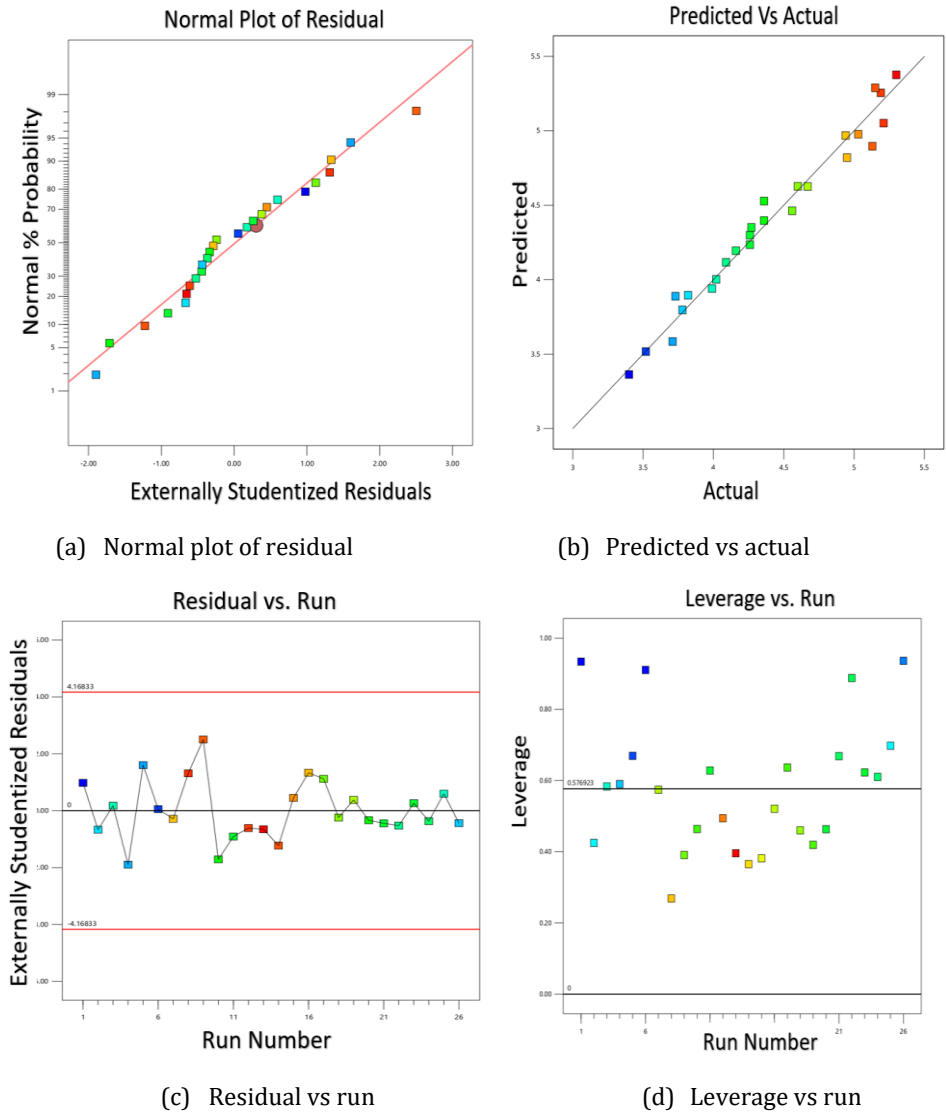 Normal Plot of Residual
Normal % Probability
99
95
90
80
70
50
30
20
10
5
1
-2.00 -1.00 0.00 1.00 2.00 3.00
Externally Studentized Residuals
(a) Normal plot of residual
Predicted Vs Actual
Predicted
5.5
5
4.5
4
3.5
3
3 3.5 4 4.5 5 5.5
Actual
(b) Predicted vs actual
Residual vs. Run
Externally Studentized Residuals
4.16833
0
-4.16833
1 6 11 16 21 26
Run Number
(c) Residual vs run
Leverage vs. Run
Leverage
1.00
0.80
0.60
0.576923
0.40
0.20
0.00
0
1 6 21 26
Run Number
(d) Leverage vs run